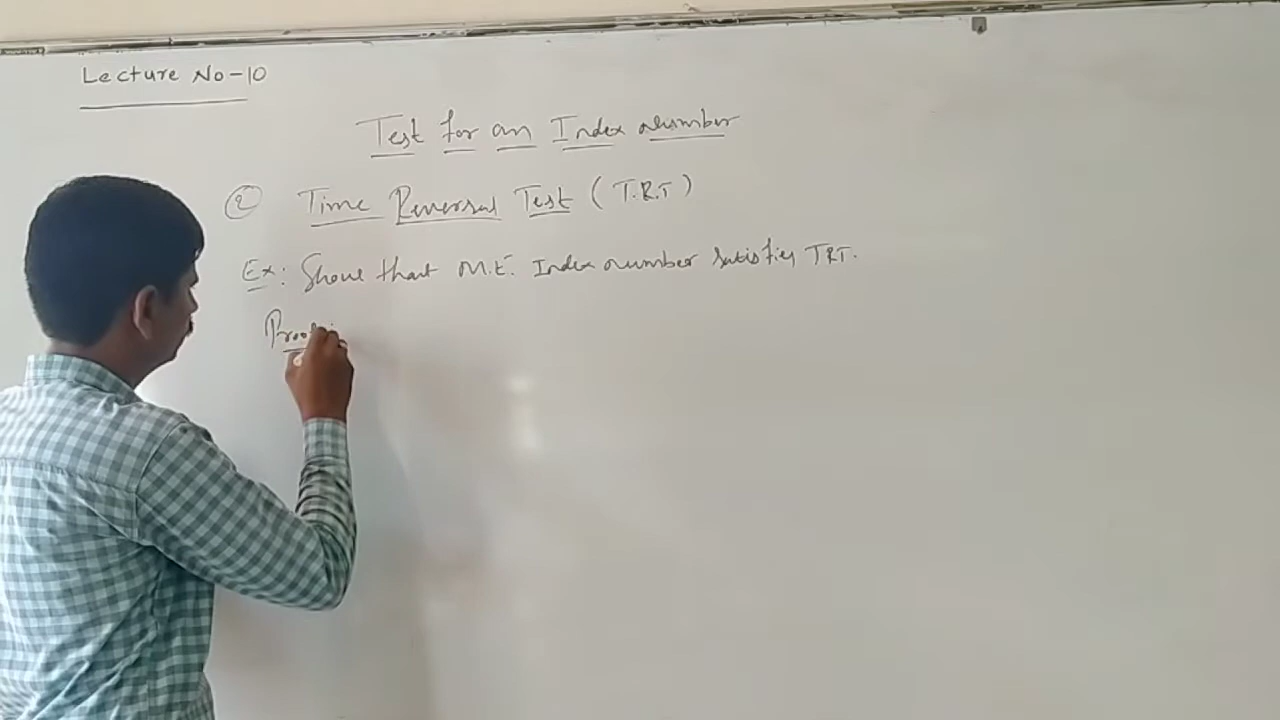 Lecture No-10
Test for an Index Number
② Time Reversal Test (T.R.T)
Ex: Show that M.E. Index number satisfies TRT.
Proof: